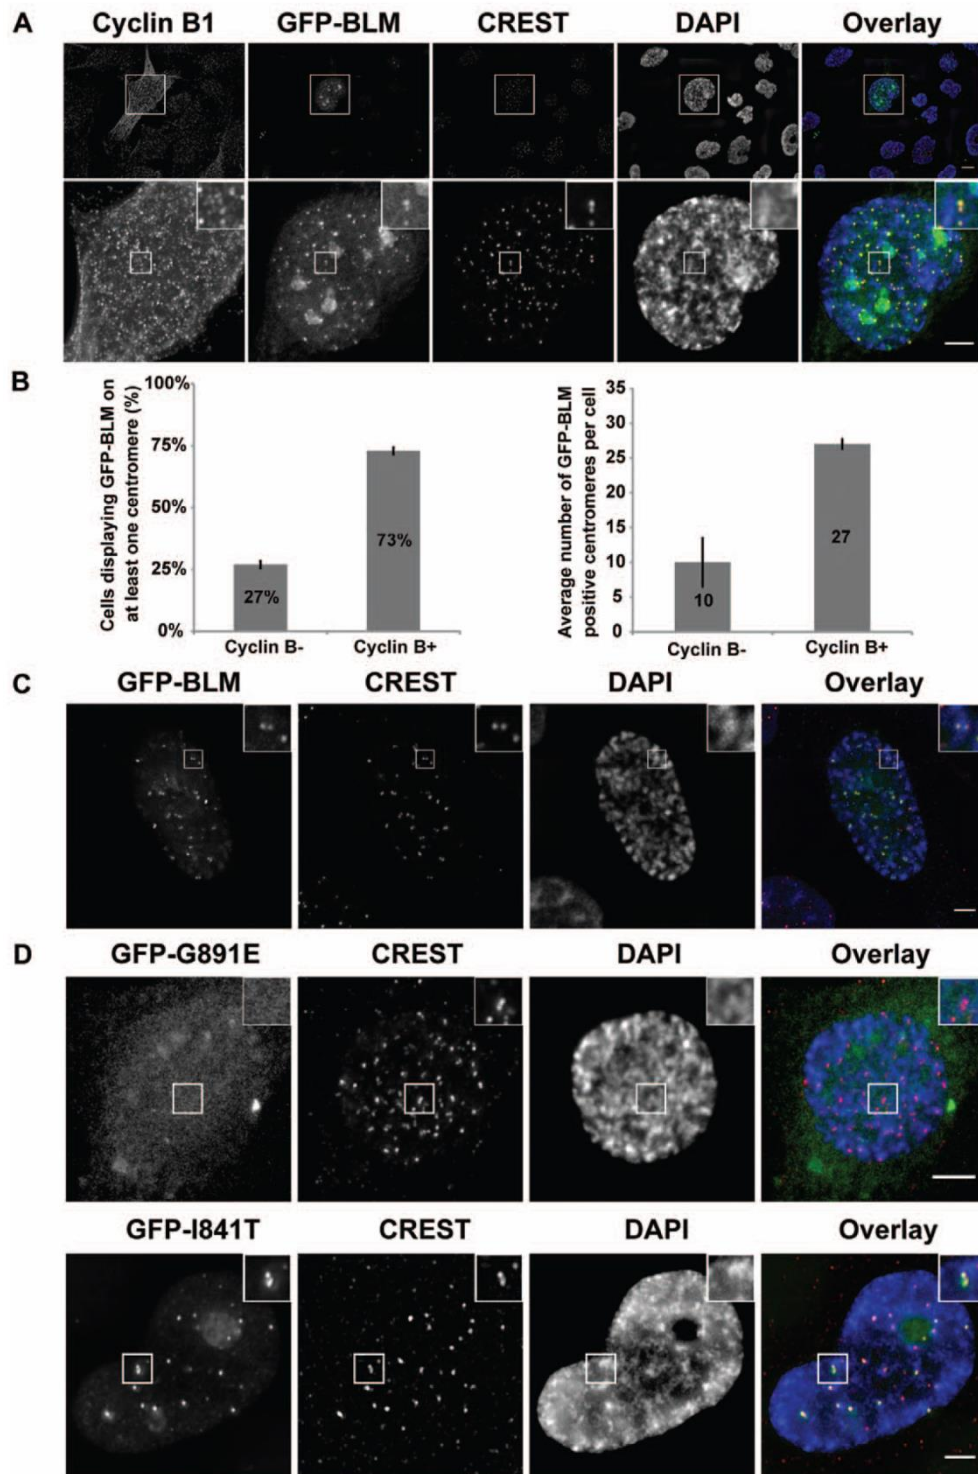 A
Cyclin B1 GFP-BLM CREST DAPI Overlay
B
Cells displaying GFP-BLM on
at least one centromere (%)
100%
75%
50%
25%
0%
27%
73%
Cyclin B- Cyclin B+
Average number of GFP-BLM
positive centromeres per cell
35
30
25
20
15
10
5
0
10
27
Cyclin B- Cyclin B+
C
GFP-BLM CREST DAPI Overlay
D
GFP-G891E CREST DAPI Overlay
GFP-I841T CREST DAPI Overlay